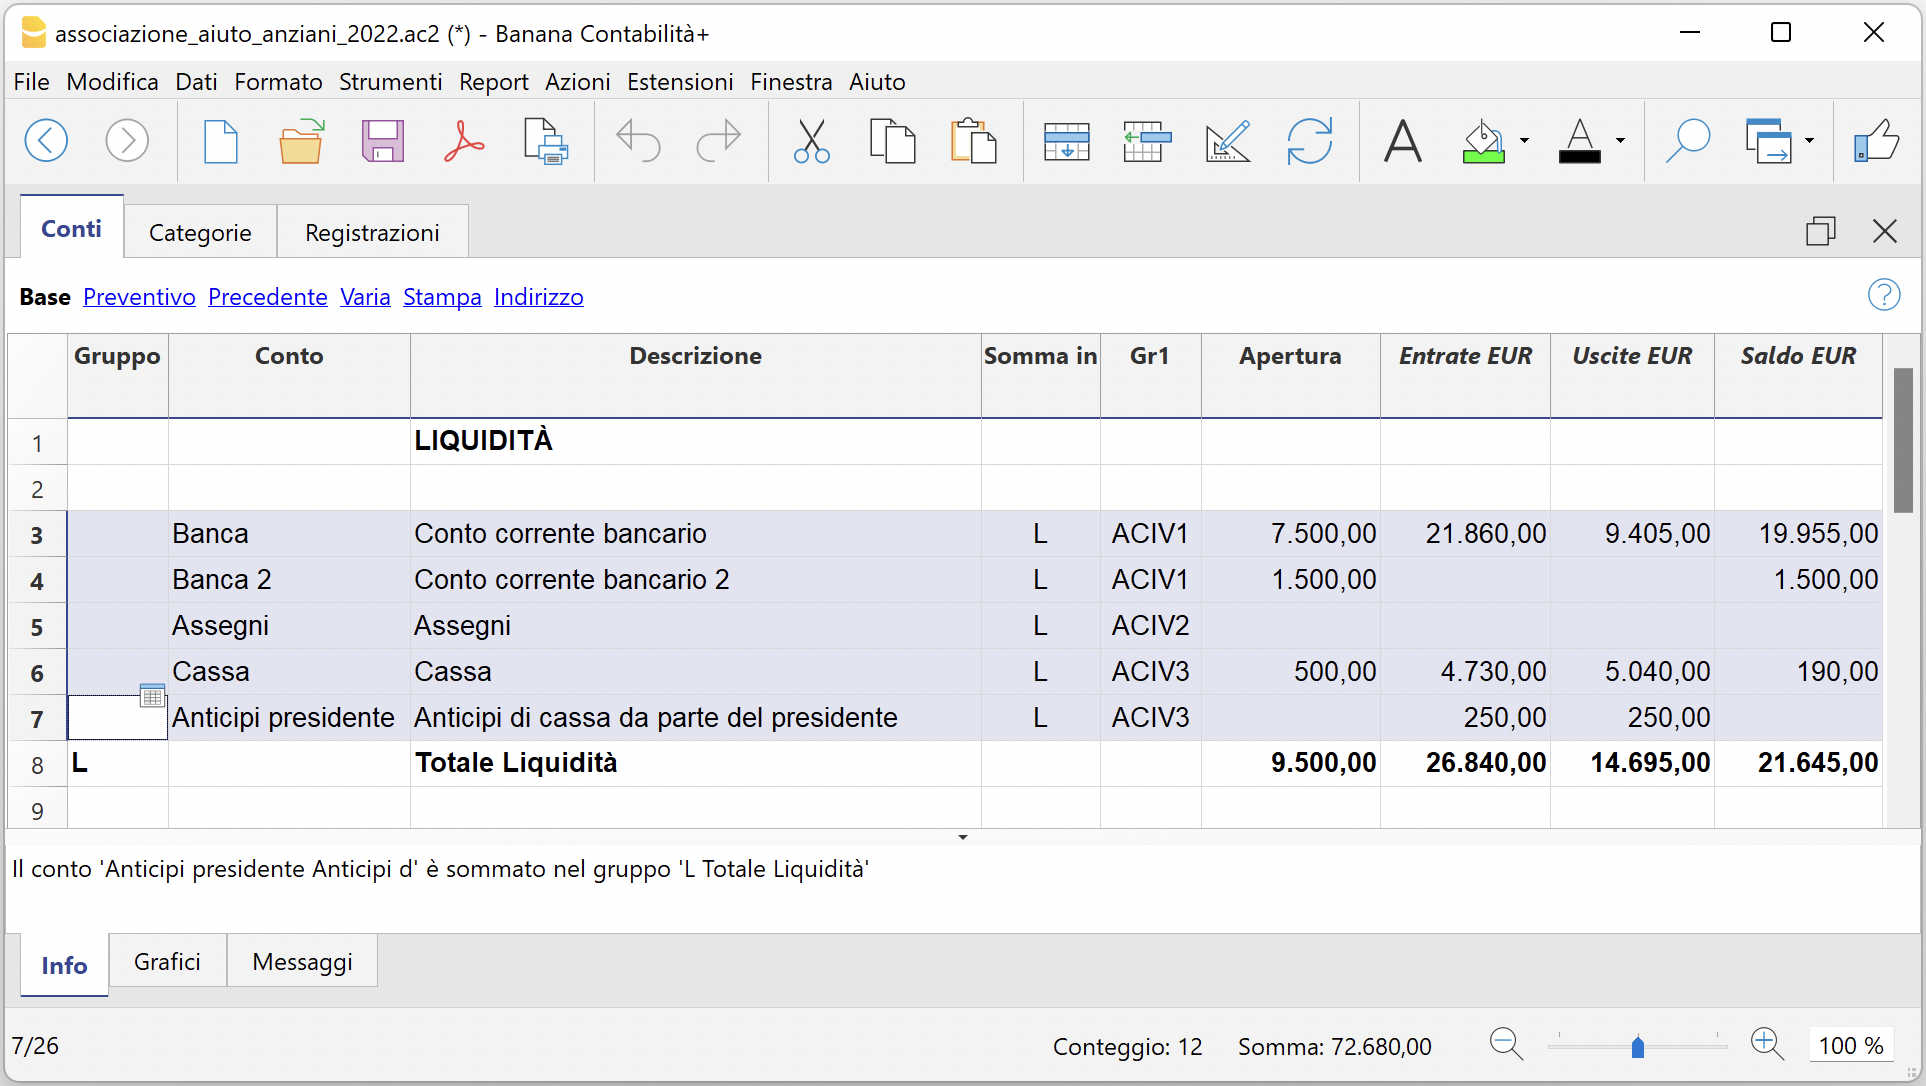 associazione_aiuto_anziani_2022.ac2 (*) - Banana Contabilità+
File Modifica Dati Formato Strumenti Report Azioni Estensioni Finestra Aiuto
Conti Categorie Registrazioni
Base Preventivo Precedente Varia Stampa Indirizzo
Gruppo Conto Descrizione Somma in Gr1 Apertura Entrate EUR Uscite EUR Saldo EUR
1 LIQUIDITÀ
2
3 Banca Conto corrente bancario L ACIV1 7.500,00 21.860,00 9.405,00 19.955,00
4 Banca 2 Conto corrente bancario 2 L ACIV1 1.500,00 1.500,00
5 Assegni Assegni L ACIV2
6 Cassa Cassa L ACIV3 500,00 4.730,00 5.040,00 190,00
7 Anticipi presidente Anticipi di cassa da parte del presidente L ACIV3 250,00 250,00
8 L Totale Liquidità 9.500,00 26.840,00 14.695,00 21.645,00
9
Il conto 'Anticipi presidente Anticipi d' è sommato nel gruppo 'L Totale Liquidità'
Info Grafici Messaggi
7/26 Conteggio: 12 Somma: 72.680,00 100 %